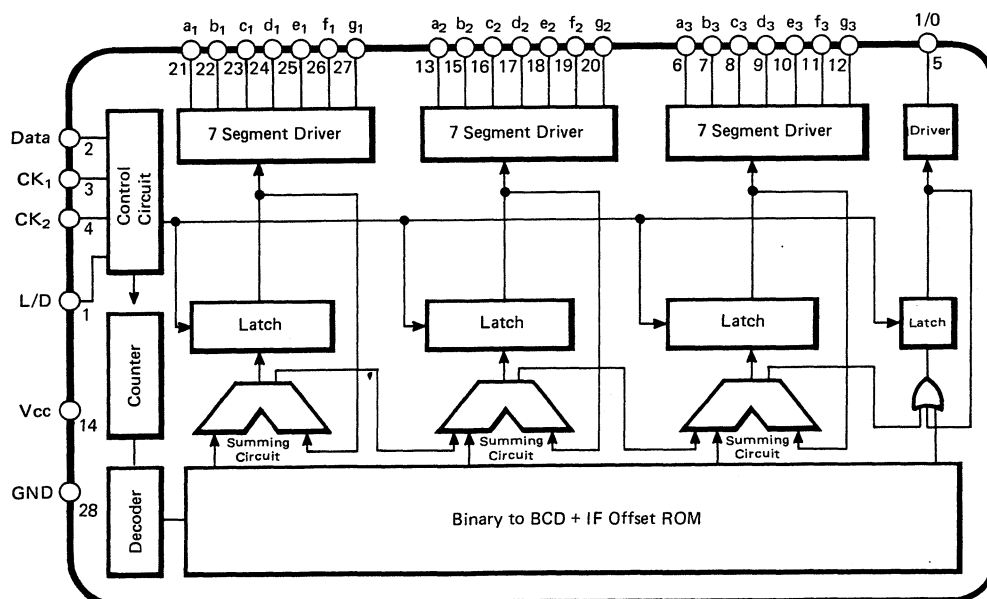 a₁ b₁ c₁ d₁ e₁ f₁ g₁ a₂ b₂ c₂ d₂ e₂ f₂ g₂ a₃ b₃ c₃ d₃ e₃ f₃ g₃ 1/0
21 22 23 24 25 26 27 13 15 16 17 18 19 20 6 7 8 9 10 11 12 5
7 Segment Driver 7 Segment Driver 7 Segment Driver Driver
Data 2
CK₁ 3
CK₂ 4
L/D 1
Vcc 14
GND 28
Control
Circuit
Counter
Decoder
Latch Latch Latch Latch
Summing
Circuit
Summing
Circuit
Summing
Circuit
Binary to BCD + IF Offset ROM